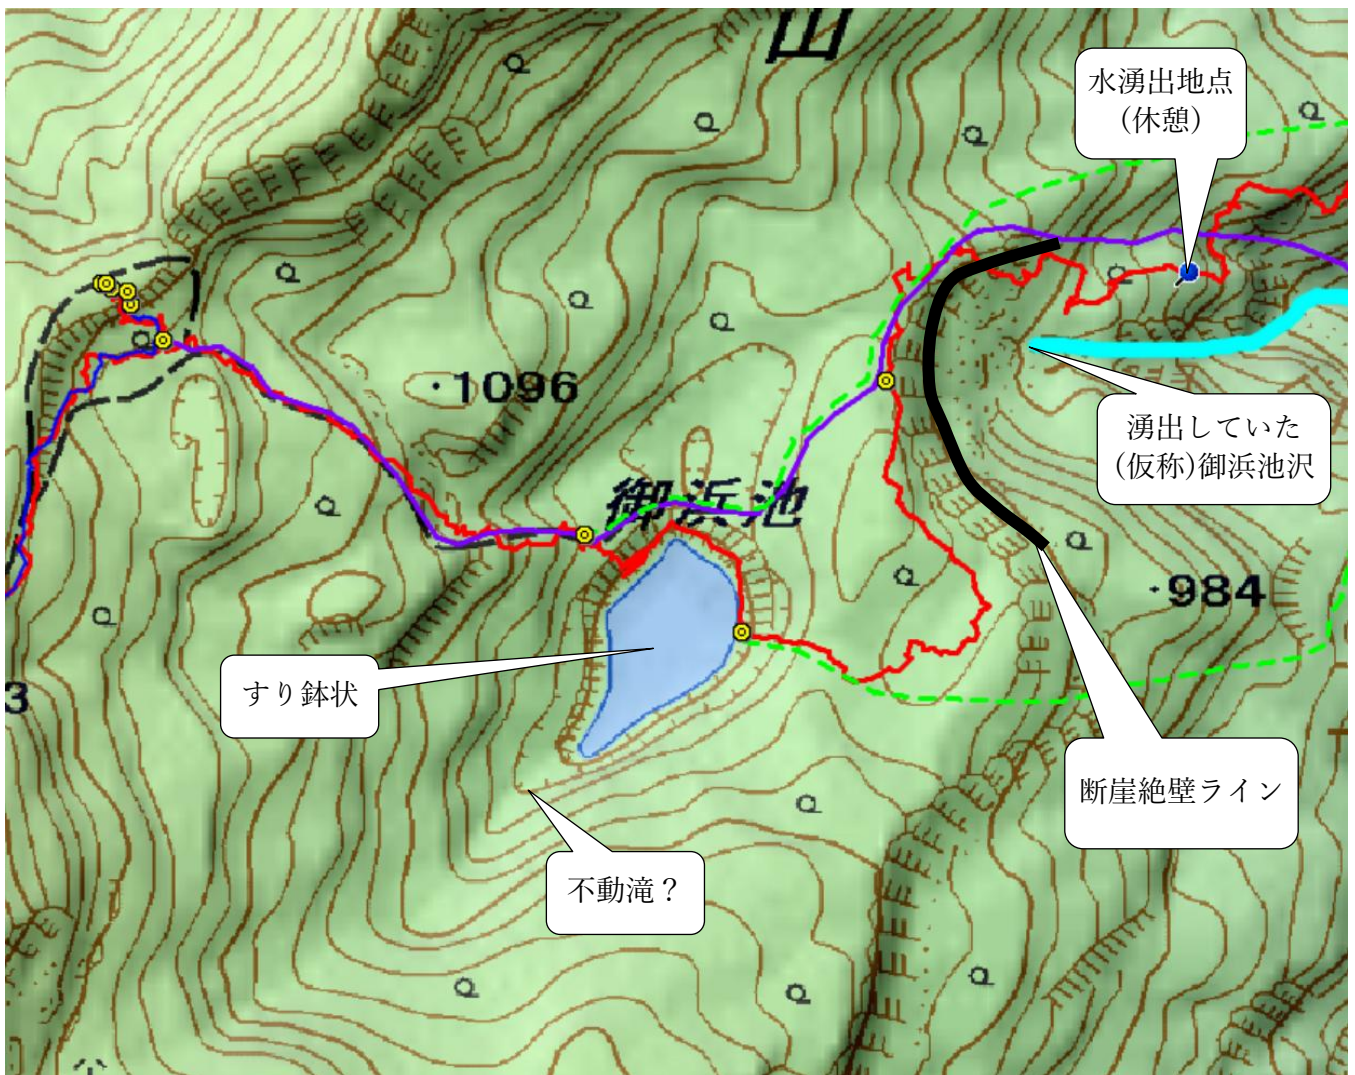 山
水湧出地点
(休憩)
・1096
湧出していた
(仮称)御浜池沢
御浜池
・984
すり鉢状
3
断崖絶壁ライン
不動滝？